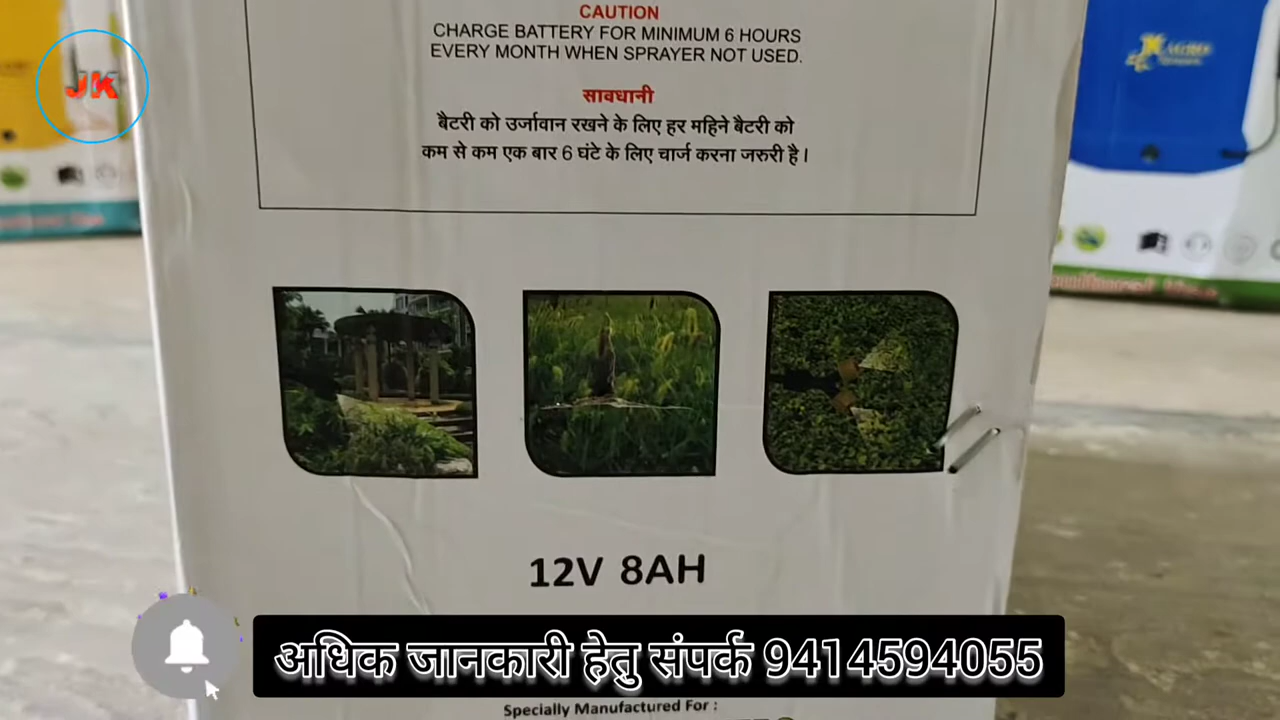 CAUTION
CHARGE BATTERY FOR MINIMUM 6 HOURS
EVERY MONTH WHEN SPRAYER NOT USED.
सावधानी
बैटरी को उर्जावान रखने के लिए हर महिने बैटरी को
कम से कम एक बार 6 घंटे के लिए चार्ज करना जरुरी है।
JK
AGRO
12V 8AH
अधिक जानकारी हेतु संपर्क 9414594055
Specially Manufactured For :